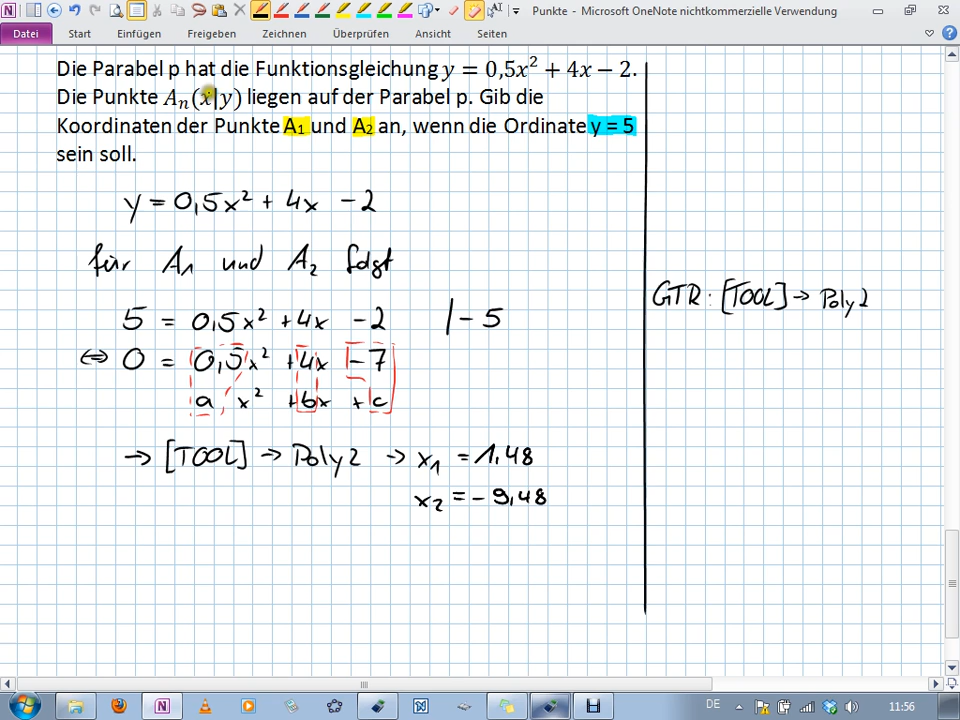 Punkte - Microsoft OneNote nichtkommerzielle Verwendung
Datei Start Einfügen Freigeben Zeichnen Überprüfen Ansicht Seiten
Die Parabel p hat die Funktionsgleichung y = 0,5x² + 4x − 2.
Die Punkte Aₙ(x|y) liegen auf der Parabel p. Gib die
Koordinaten der Punkte A₁ und A₂ an, wenn die Ordinate y = 5
sein soll.
y = 0,5x² + 4x - 2
für A₁ und A₂ folgt
GTR: [TOOL] → Poly2
5 = 0,5x² + 4x - 2 | - 5
⇔ 0 = 0,5x² + 4x - 7
a x² + bx + c
→ [TOOL] → Poly2 → x₁ = 1,48
x₂ = - 9,48
DE 11:56